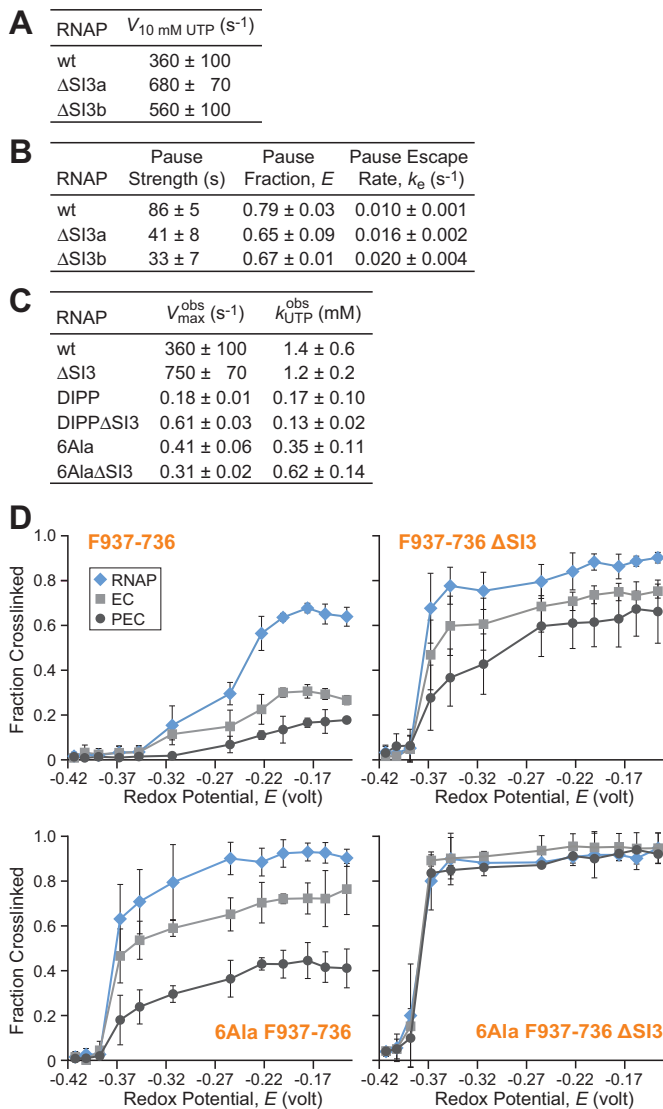 A
RNAP V10 mM UTP (s-1)
wt 360 ± 100
ΔSI3a 680 ± 70
ΔSI3b 560 ± 100
B
RNAP Pause Strength (s) Pause Fraction, E Pause Escape Rate, ke (s-1)
wt 86 ± 5 0.79 ± 0.03 0.010 ± 0.001
ΔSI3a 41 ± 8 0.65 ± 0.09 0.016 ± 0.002
ΔSI3b 33 ± 7 0.67 ± 0.01 0.020 ± 0.004
C
RNAP Vmax obs (s-1) kUTP obs (mM)
wt 360 ± 100 1.4 ± 0.6
ΔSI3 750 ± 70 1.2 ± 0.2
DIPP 0.18 ± 0.01 0.17 ± 0.10
DIPPΔSI3 0.61 ± 0.03 0.13 ± 0.02
6Ala 0.41 ± 0.06 0.35 ± 0.11
6AlaΔSI3 0.31 ± 0.02 0.62 ± 0.14
D
F937-736
RNAP
EC
PEC
Fraction Crosslinked
1.0
0.8
0.6
0.4
0.2
0
-0.42 -0.37 -0.32 -0.27 -0.22 -0.17
Redox Potential, E (volt)
F937-736 ΔSI3
-0.42 -0.37 -0.32 -0.27 -0.22 -0.17
Redox Potential, E (volt)
Fraction Crosslinked
1.0
0.8
0.6
0.4
0.2
0
6Ala F937-736
-0.42 -0.37 -0.32 -0.27 -0.22 -0.17
Redox Potential, E (volt)
6Ala F937-736 ΔSI3
-0.42 -0.37 -0.32 -0.27 -0.22 -0.17
Redox Potential, E (volt)